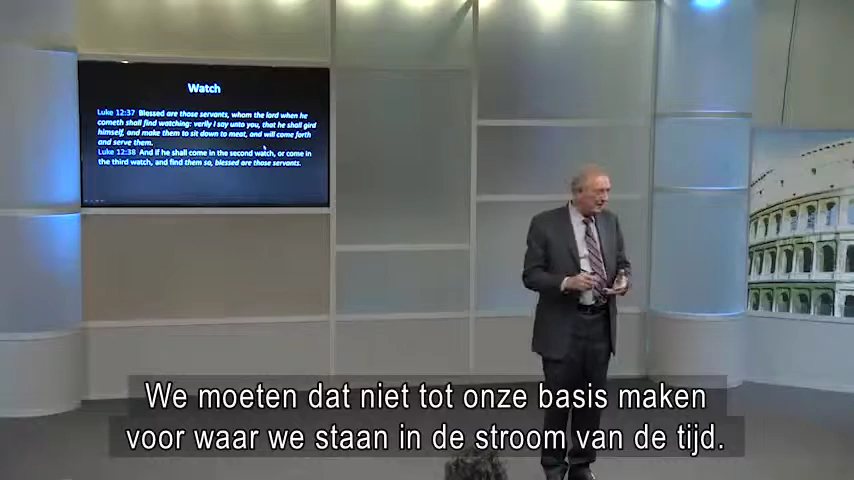 Watch
Luke 12:37 Blessed are those servants, whom the lord when he
cometh shall find watching: verily I say unto you, that he shall gird
himself, and make them to sit down to meat, and will come forth
and serve them.
Luke 12:38 And if he shall come in the second watch, or come in
the third watch, and find them so, blessed are those servants.
We moeten dat niet tot onze basis maken
voor waar we staan in de stroom van de tijd.